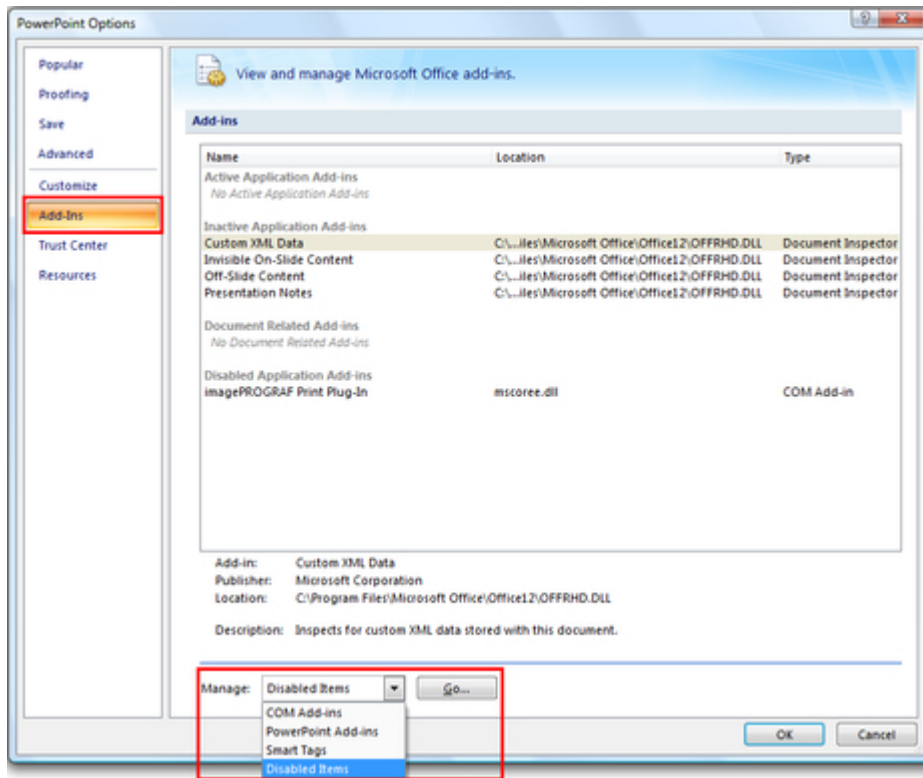 PowerPoint Options
Popular
Proofing
Save
Advanced
Customize
Add-Ins
Trust Center
Resources
View and manage Microsoft Office add-ins.
Add-ins
Name Location Type
Active Application Add-ins
No Active Application Add-ins
Inactive Application Add-ins
Custom XML Data C:\...iles\Microsoft Office\Office12\OFFRHD.DLL Document Inspector
Invisible On-Slide Content C:\...iles\Microsoft Office\Office12\OFFRHD.DLL Document Inspector
Off-Slide Content C:\...iles\Microsoft Office\Office12\OFFRHD.DLL Document Inspector
Presentation Notes C:\...iles\Microsoft Office\Office12\OFFRHD.DLL Document Inspector
Document Related Add-ins
No Document Related Add-ins
Disabled Application Add-ins
imagePROGRAF Print Plug-In mscoree.dll COM Add-in
Add-in: Custom XML Data
Publisher: Microsoft Corporation
Location: C:\Program Files\Microsoft Office\Office12\OFFRHD.DLL
Description: Inspects for custom XML data stored with this document.
Manage: Disabled Items Go...
COM Add-ins
PowerPoint Add-ins
Smart Tags
Disabled Items
OK Cancel